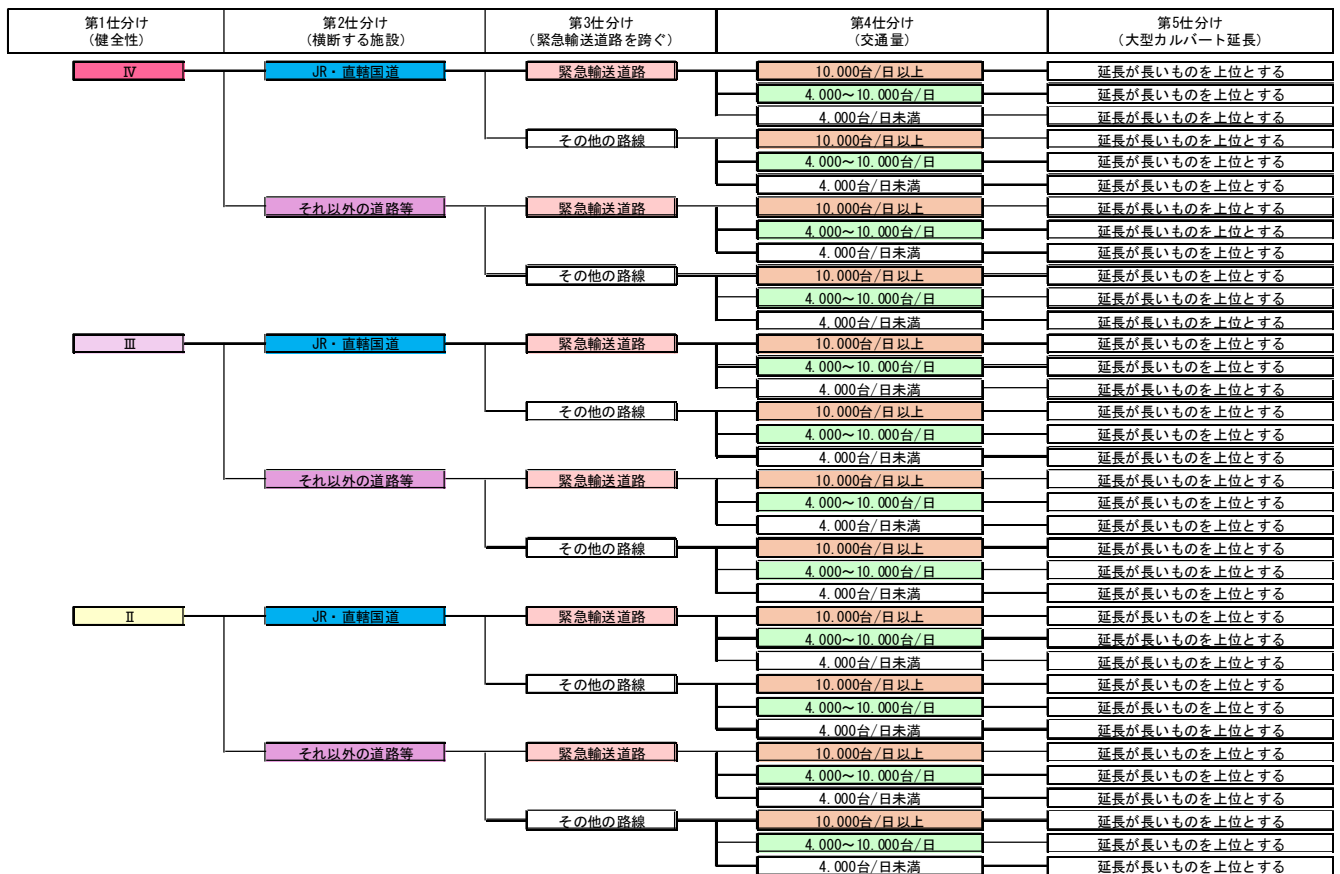 第1仕分け 第2仕分け 第3仕分け 第4仕分け 第5仕分け
(健全性) (横断する施設) (緊急輸送道路を跨ぐ) (交通量) (大型カルバート延長)
Ⅳ JR・直轄国道 緊急輸送道路 10.000台/日以上 延長が長いものを上位とする
4.000～10.000台/日 延長が長いものを上位とする
4.000台/日未満 延長が長いものを上位とする
その他の路線 10.000台/日以上 延長が長いものを上位とする
4.000～10.000台/日 延長が長いものを上位とする
4.000台/日未満 延長が長いものを上位とする
それ以外の道路等 緊急輸送道路 10.000台/日以上 延長が長いものを上位とする
4.000～10.000台/日 延長が長いものを上位とする
4.000台/日未満 延長が長いものを上位とする
その他の路線 10.000台/日以上 延長が長いものを上位とする
4.000～10.000台/日 延長が長いものを上位とする
4.000台/日未満 延長が長いものを上位とする
Ⅲ JR・直轄国道 緊急輸送道路 10.000台/日以上 延長が長いものを上位とする
4.000～10.000台/日 延長が長いものを上位とする
4.000台/日未満 延長が長いものを上位とする
その他の路線 10.000台/日以上 延長が長いものを上位とする
4.000～10.000台/日 延長が長いものを上位とする
4.000台/日未満 延長が長いものを上位とする
それ以外の道路等 緊急輸送道路 10.000台/日以上 延長が長いものを上位とする
4.000～10.000台/日 延長が長いものを上位とする
4.000台/日未満 延長が長いものを上位とする
その他の路線 10.000台/日以上 延長が長いものを上位とする
4.000～10.000台/日 延長が長いものを上位とする
4.000台/日未満 延長が長いものを上位とする
Ⅱ JR・直轄国道 緊急輸送道路 10.000台/日以上 延長が長いものを上位とする
4.000～10.000台/日 延長が長いものを上位とする
4.000台/日未満 延長が長いものを上位とする
その他の路線 10.000台/日以上 延長が長いものを上位とする
4.000～10.000台/日 延長が長いものを上位とする
4.000台/日未満 延長が長いものを上位とする
それ以外の道路等 緊急輸送道路 10.000台/日以上 延長が長いものを上位とする
4.000～10.000台/日 延長が長いものを上位とする
4.000台/日未満 延長が長いものを上位とする
その他の路線 10.000台/日以上 延長が長いものを上位とする
4.000～10.000台/日 延長が長いものを上位とする
4.000台/日未満 延長が長いものを上位とする